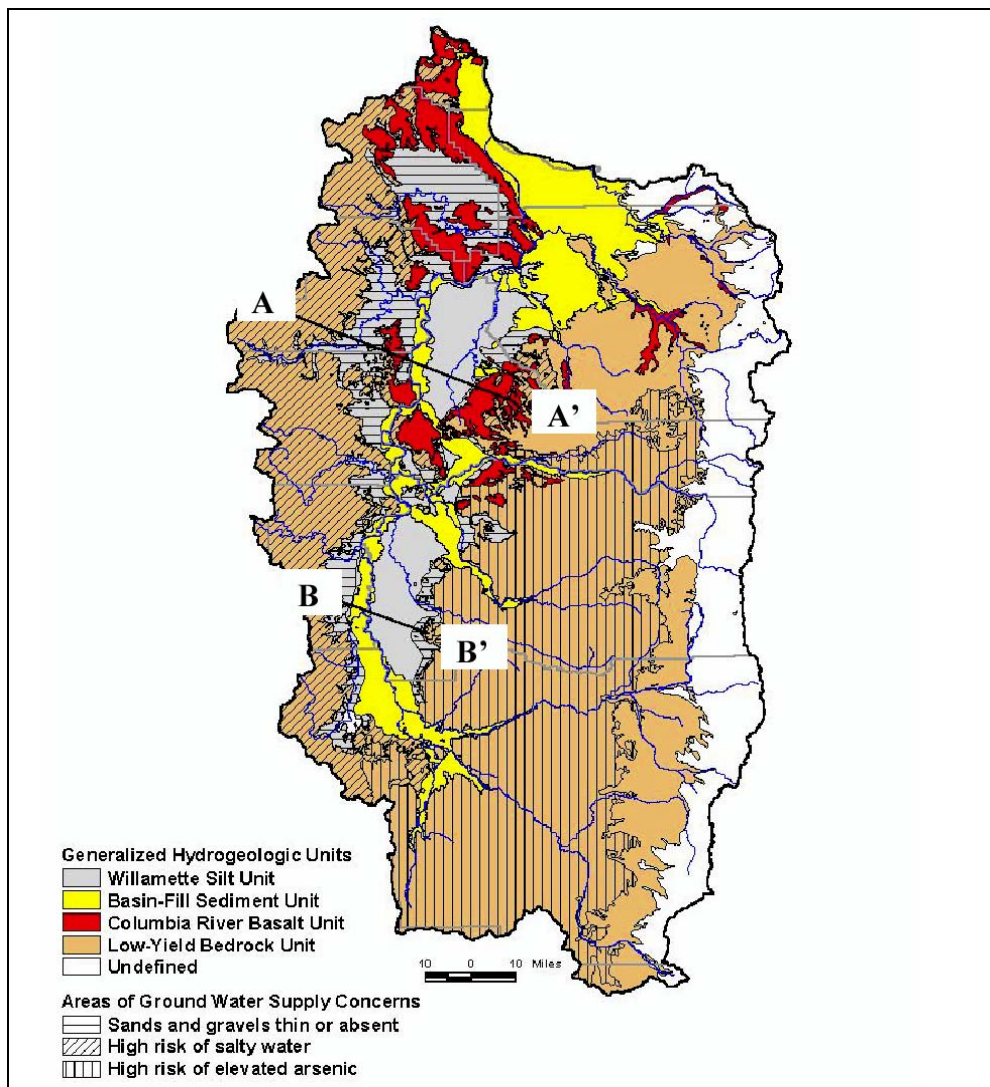 A
A’
B
B’
Generalized Hydrogeologic Units
Willamette Silt Unit
Basin-Fill Sediment Unit
Columbia River Basalt Unit
Low-Yield Bedrock Unit
Undefined
10 0 10 Miles
Areas of Ground Water Supply Concerns
Sands and gravels thin or absent
High risk of salty water
High risk of elevated arsenic